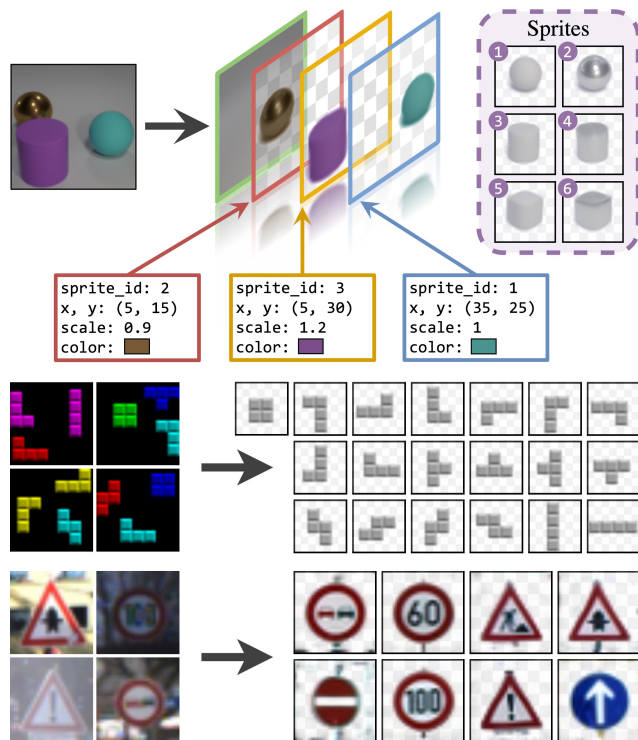 Sprites
1
2
3
4
5
6
sprite_id: 2
x, y: (5, 15)
scale: 0.9
color:
sprite_id: 3
x, y: (5, 30)
scale: 1.2
color:
sprite_id: 1
x, y: (35, 25)
scale: 1
color:
100
60
!
100
!